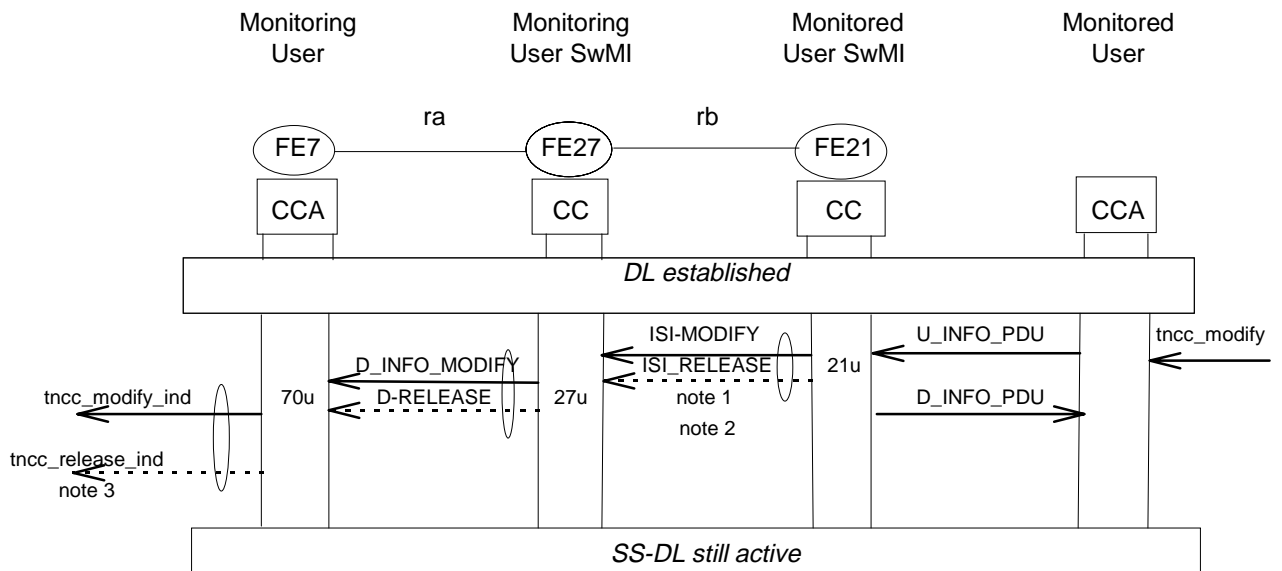 Monitoring
User
Monitoring
User SwMI
Monitored
User SwMI
Monitored
User
ra
rb
FE7
FE27
FE21
CCA
CC
CC
CCA
DL established
ISI-MODIFY
U_INFO_PDU
tncc_modify
D_INFO_MODIFY
ISI_RELEASE
21u
tncc_modify_ind
70u
D-RELEASE
27u
note 1
D_INFO_PDU
note 2
tncc_release_ind
note 3
SS-DL still active